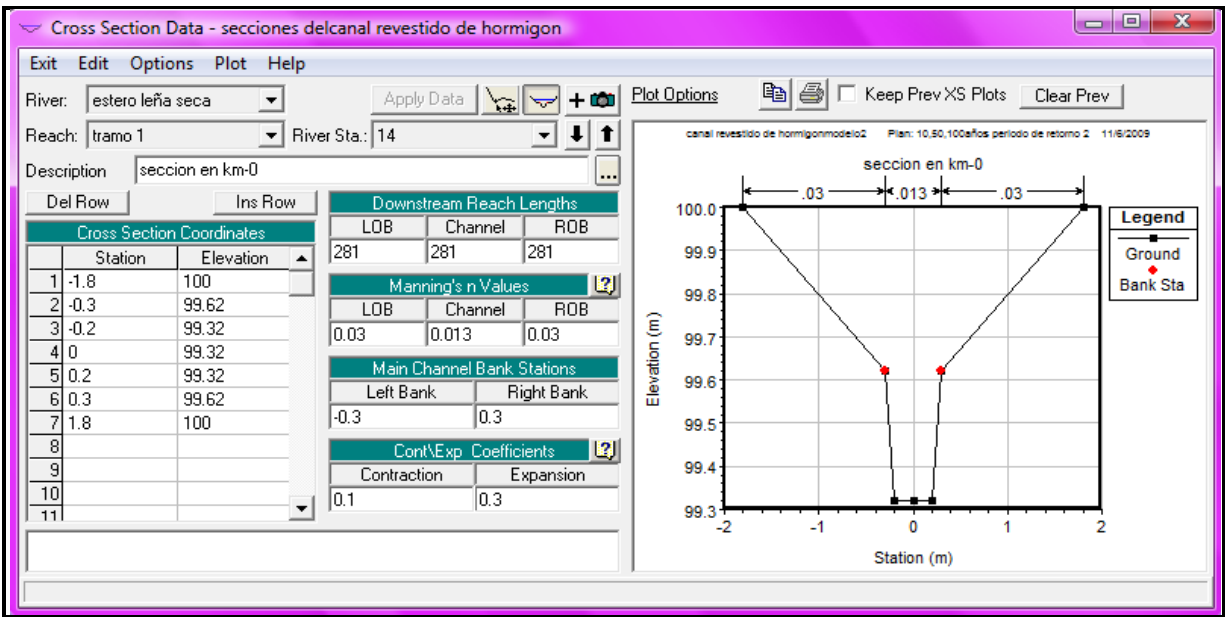 Cross Section Data - secciones delcanal revestido de hormigon
Exit Edit Options Plot Help
River: estero leña seca Apply Data
Reach: tramo 1 River Sta.: 14
Description seccion en km-0 ...
Del Row Ins Row
Cross Section Coordinates
Station Elevation
1 -1.8 100
2 -0.3 99.62
3 -0.2 99.32
4 0 99.32
5 0.2 99.32
6 0.3 99.62
7 1.8 100
8
9
10
11
Downstream Reach Lengths
LOB Channel ROB
281 281 281
Manning's n Values
LOB Channel ROB
0.03 0.013 0.03
Main Channel Bank Stations
Left Bank Right Bank
-0.3 0.3
Cont\Exp Coefficients
Contraction Expansion
0.1 0.3
Plot Options Keep Prev XS Plots Clear Prev
canal revestido de hormigonmodelo2 Plan: 10,50,100años periodo de retorno 2 11/6/2009
seccion en km-0
.03 .013 .03
100.0
99.9
99.8
99.7
99.6
99.5
99.4
99.3
Elevation (m)
-2 -1 0 1 2
Station (m)
Legend
Ground
Bank Sta